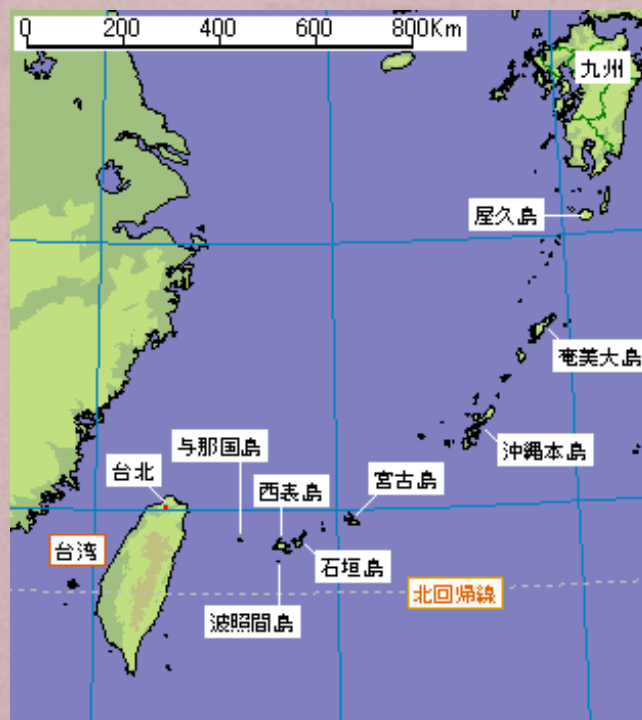 0 200 400 600 800Km
九州
屋久島
奄美大島
沖縄本島
与那国島
台北
西表島
宮古島
台湾
石垣島
北回帰線
波照間島